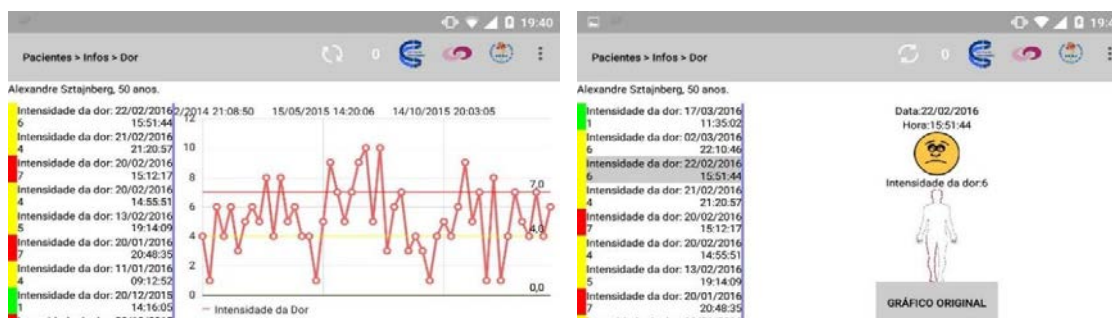 19:40
Pacientes > Infos > Dor
0
Alexandre Sztajnberg, 50 anos.
Intensidade da dor: 22/02/2016
6 15:51:44
Intensidade da dor: 21/02/2016
4 21:20:57
Intensidade da dor: 20/02/2016
7 15:12:17
Intensidade da dor: 20/02/2016
4 14:55:51
Intensidade da dor: 13/02/2016
5 19:14:09
Intensidade da dor: 20/01/2016
7 20:48:35
Intensidade da dor: 11/01/2016
4 09:12:52
Intensidade da dor: 20/12/2015
1 14:16:05
2/2014 21:08:50 15/05/2015 14:20:06 14/10/2015 20:03:05
12
10
8
6
4
2
0
7,0
4,0
0,0
Intensidade da Dor
19:4
Pacientes > Infos > Dor
0
Alexandre Sztajnberg, 50 anos.
Intensidade da dor: 17/03/2016
1 11:35:02
Intensidade da dor: 02/03/2016
6 22:10:46
Intensidade da dor: 22/02/2016
6 15:51:44
Intensidade da dor: 21/02/2016
4 21:20:57
Intensidade da dor: 20/02/2016
7 15:12:17
Intensidade da dor: 20/02/2016
4 14:55:51
Intensidade da dor: 13/02/2016
5 19:14:09
Intensidade da dor: 20/01/2016
7 20:48:35
Data:22/02/2016
Hora:15:51:44
Intensidade da dor:6
GRÁFICO ORIGINAL